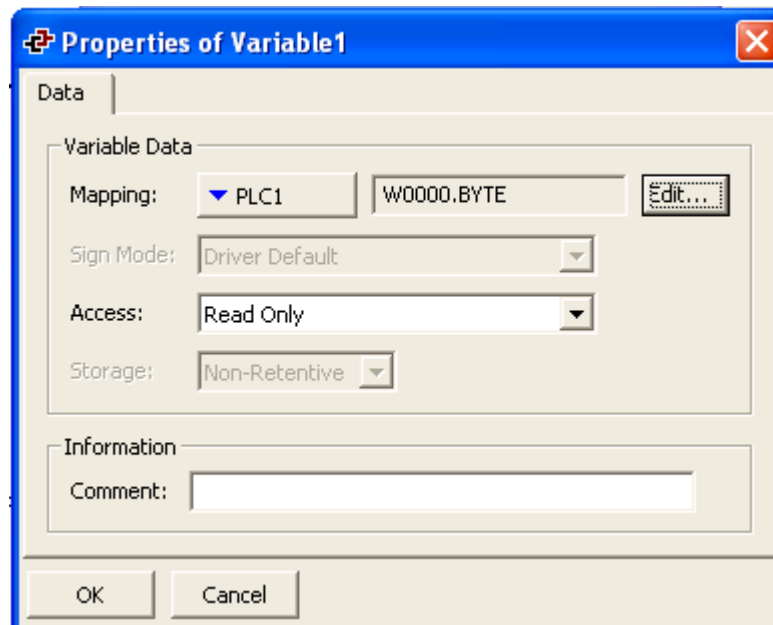 Properties of Variable1
Data
Variable Data
Mapping: PLC1 W0000.BYTE Edit...
Sign Mode: Driver Default
Access: Read Only
Storage: Non-Retentive
Information
Comment:
OK Cancel